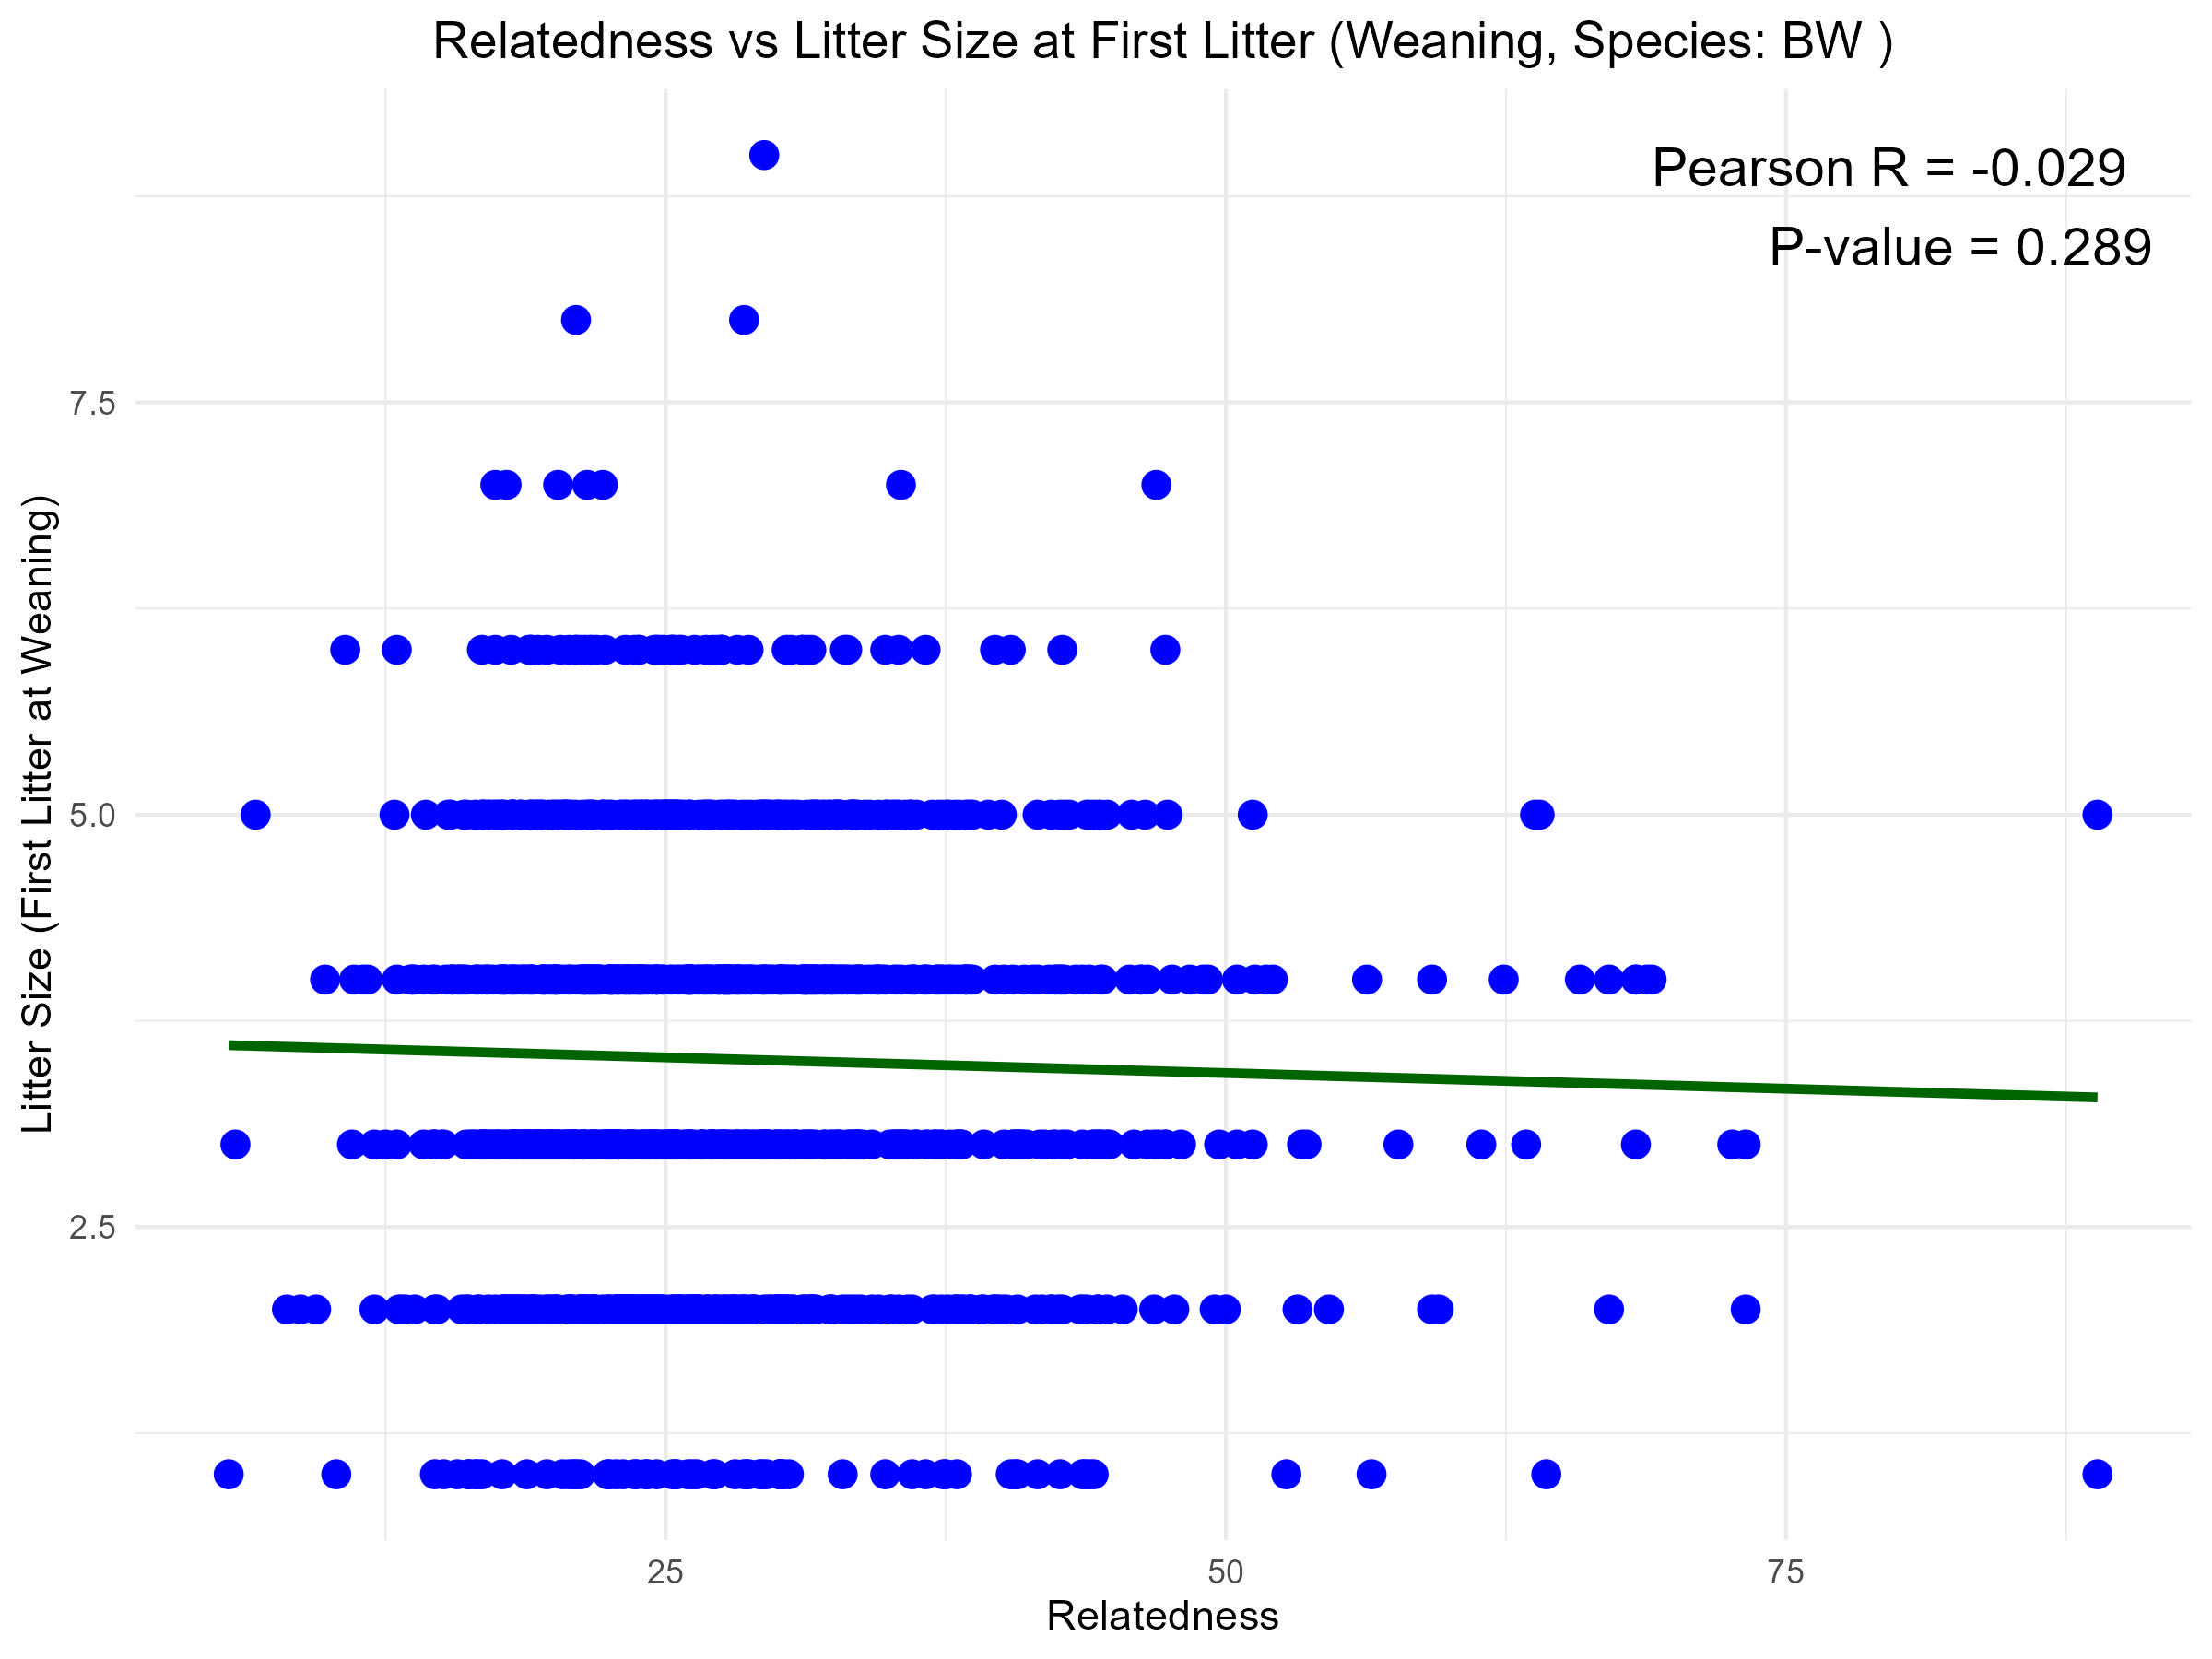 Relatedness vs Litter Size at First Litter (Weaning, Species: BW )
Pearson R = -0.029
P-value = 0.289
Litter Size (First Litter at Weaning)
7.5
5.0
2.5
25
50
75
Relatedness